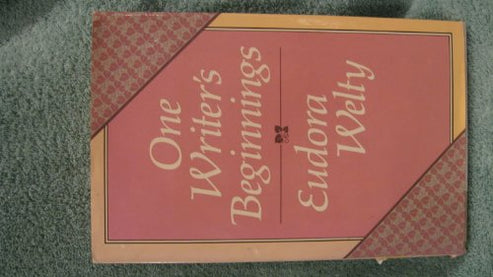 One
Writer's
Beginnings
Eudora
Welty